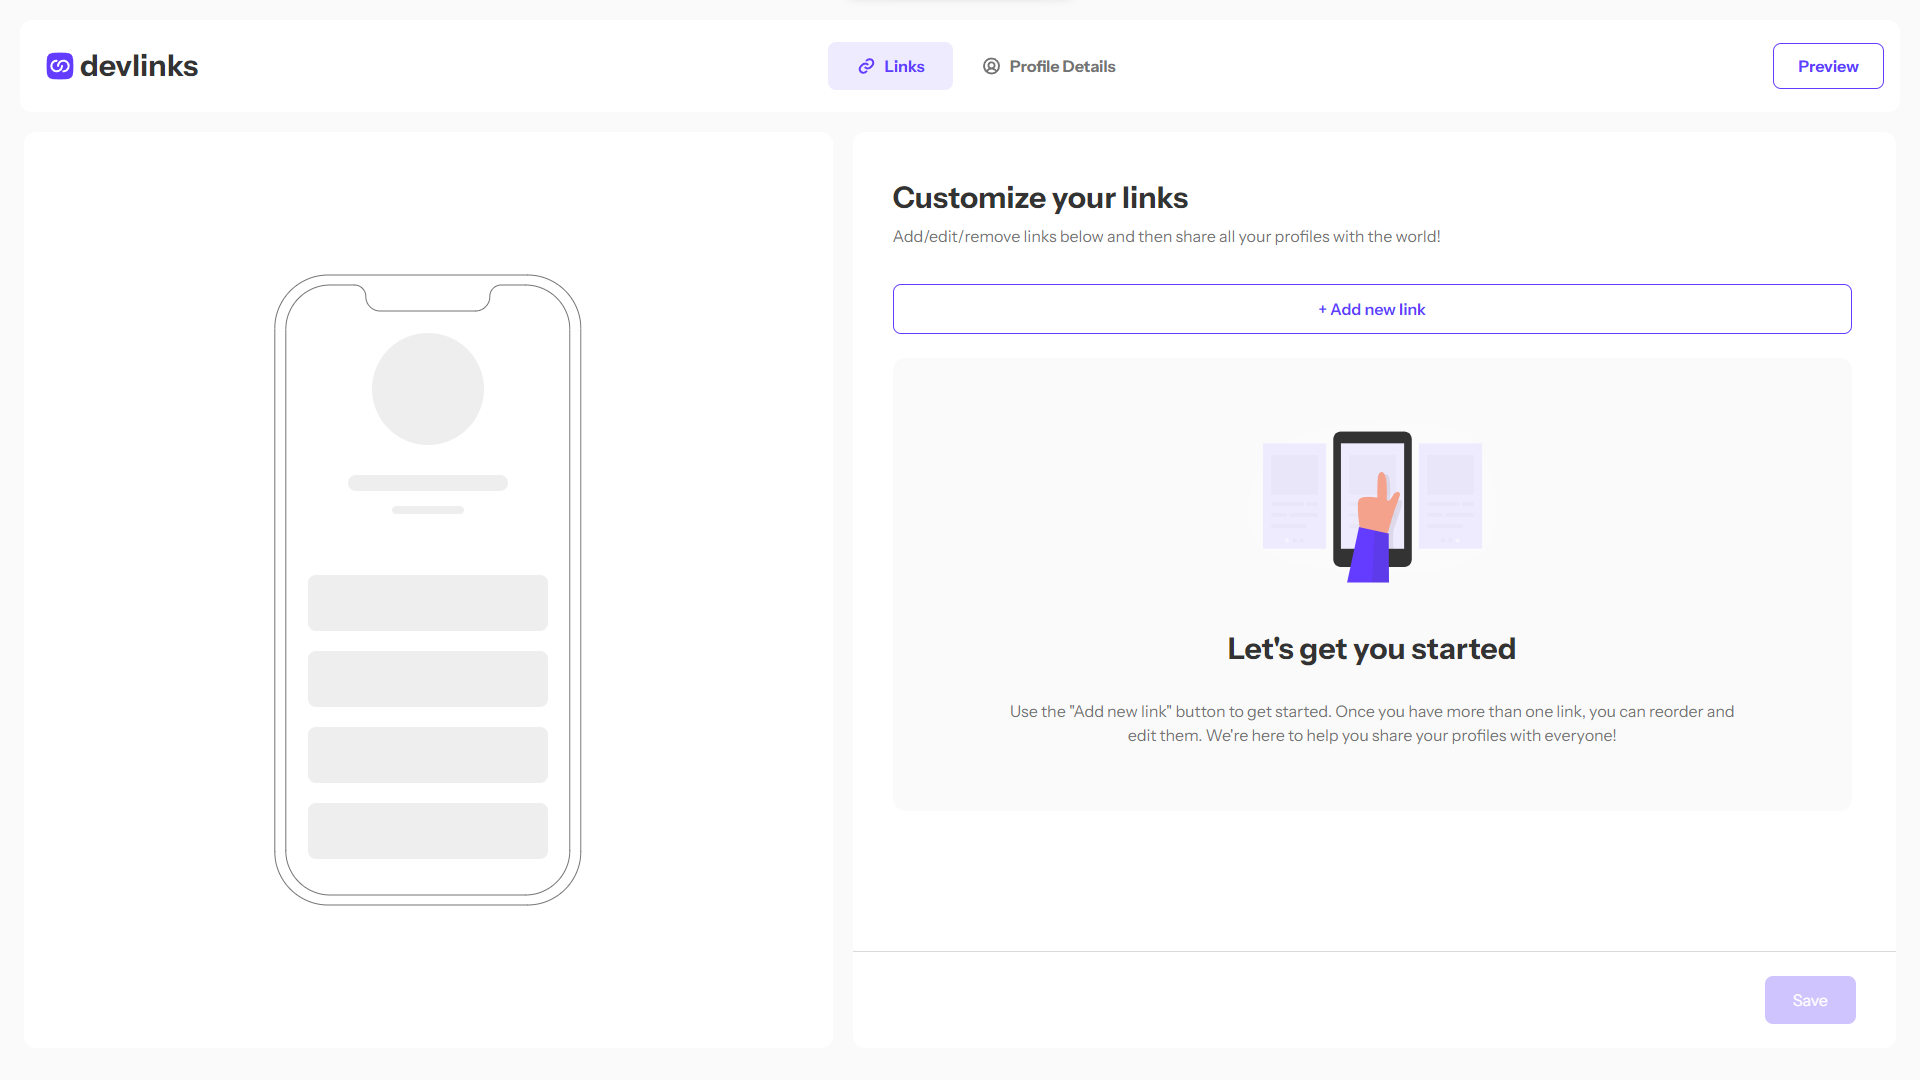 devlinks
Links
Profile Details
Preview
Customize your links
Add/edit/remove links below and then share all your profiles with the world!
+ Add new link
Let's get you started
Use the "Add new link" button to get started. Once you have more than one link, you can reorder and
edit them. We're here to help you share your profiles with everyone!
Save